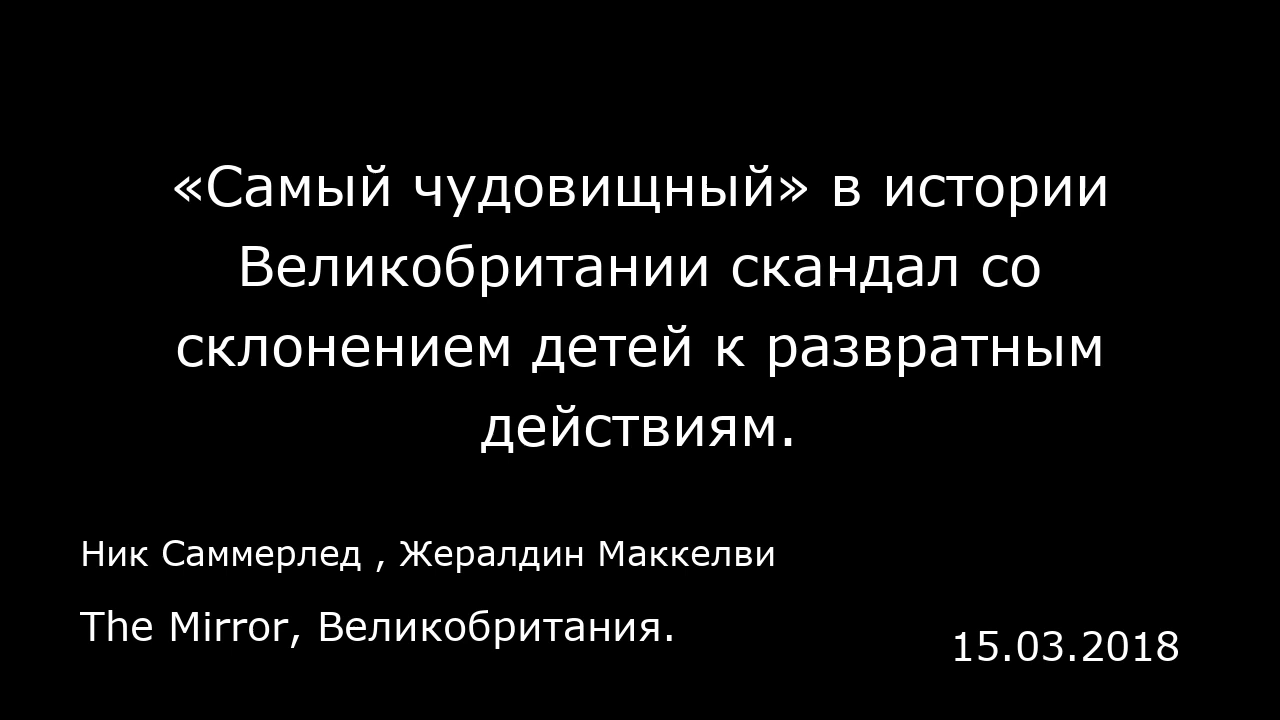 «Самый чудовищный» в истории
Великобритании скандал со
склонением детей к развратным
действиям.
Ник Саммерлед , Жералдин Маккелви
The Mirror, Великобритания.
15.03.2018